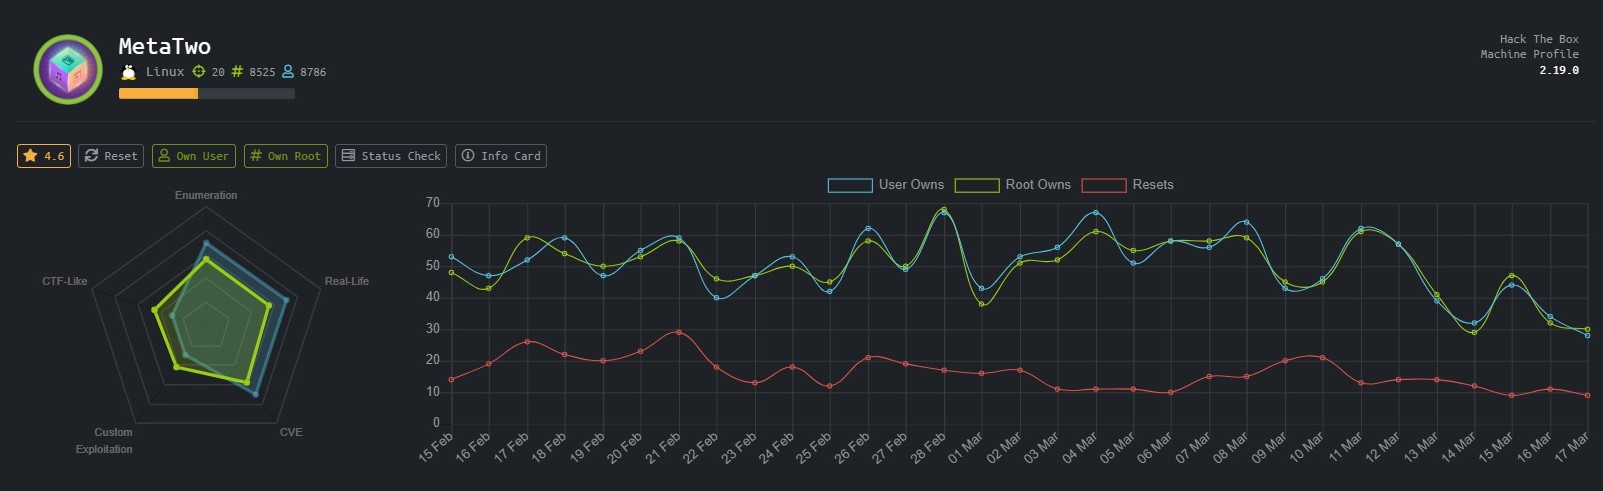 MetaTwo
Linux 20 # 8525 8786
Hack The Box
Machine Profile
2.19.0
4.6 Reset Own User # Own Root Status Check Info Card
Enumeration
Real-Life
CVE
Custom
Exploitation
CTF-Like
User Owns Root Owns Resets
70
60
50
40
30
20
10
0
15 Feb 16 Feb 17 Feb 18 Feb 19 Feb 20 Feb 21 Feb 22 Feb 23 Feb 24 Feb 25 Feb 26 Feb 27 Feb 28 Feb 01 Mar 02 Mar 03 Mar 04 Mar 05 Mar 06 Mar 07 Mar 08 Mar 09 Mar 10 Mar 11 Mar 12 Mar 13 Mar 14 Mar 15 Mar 16 Mar 17 Mar